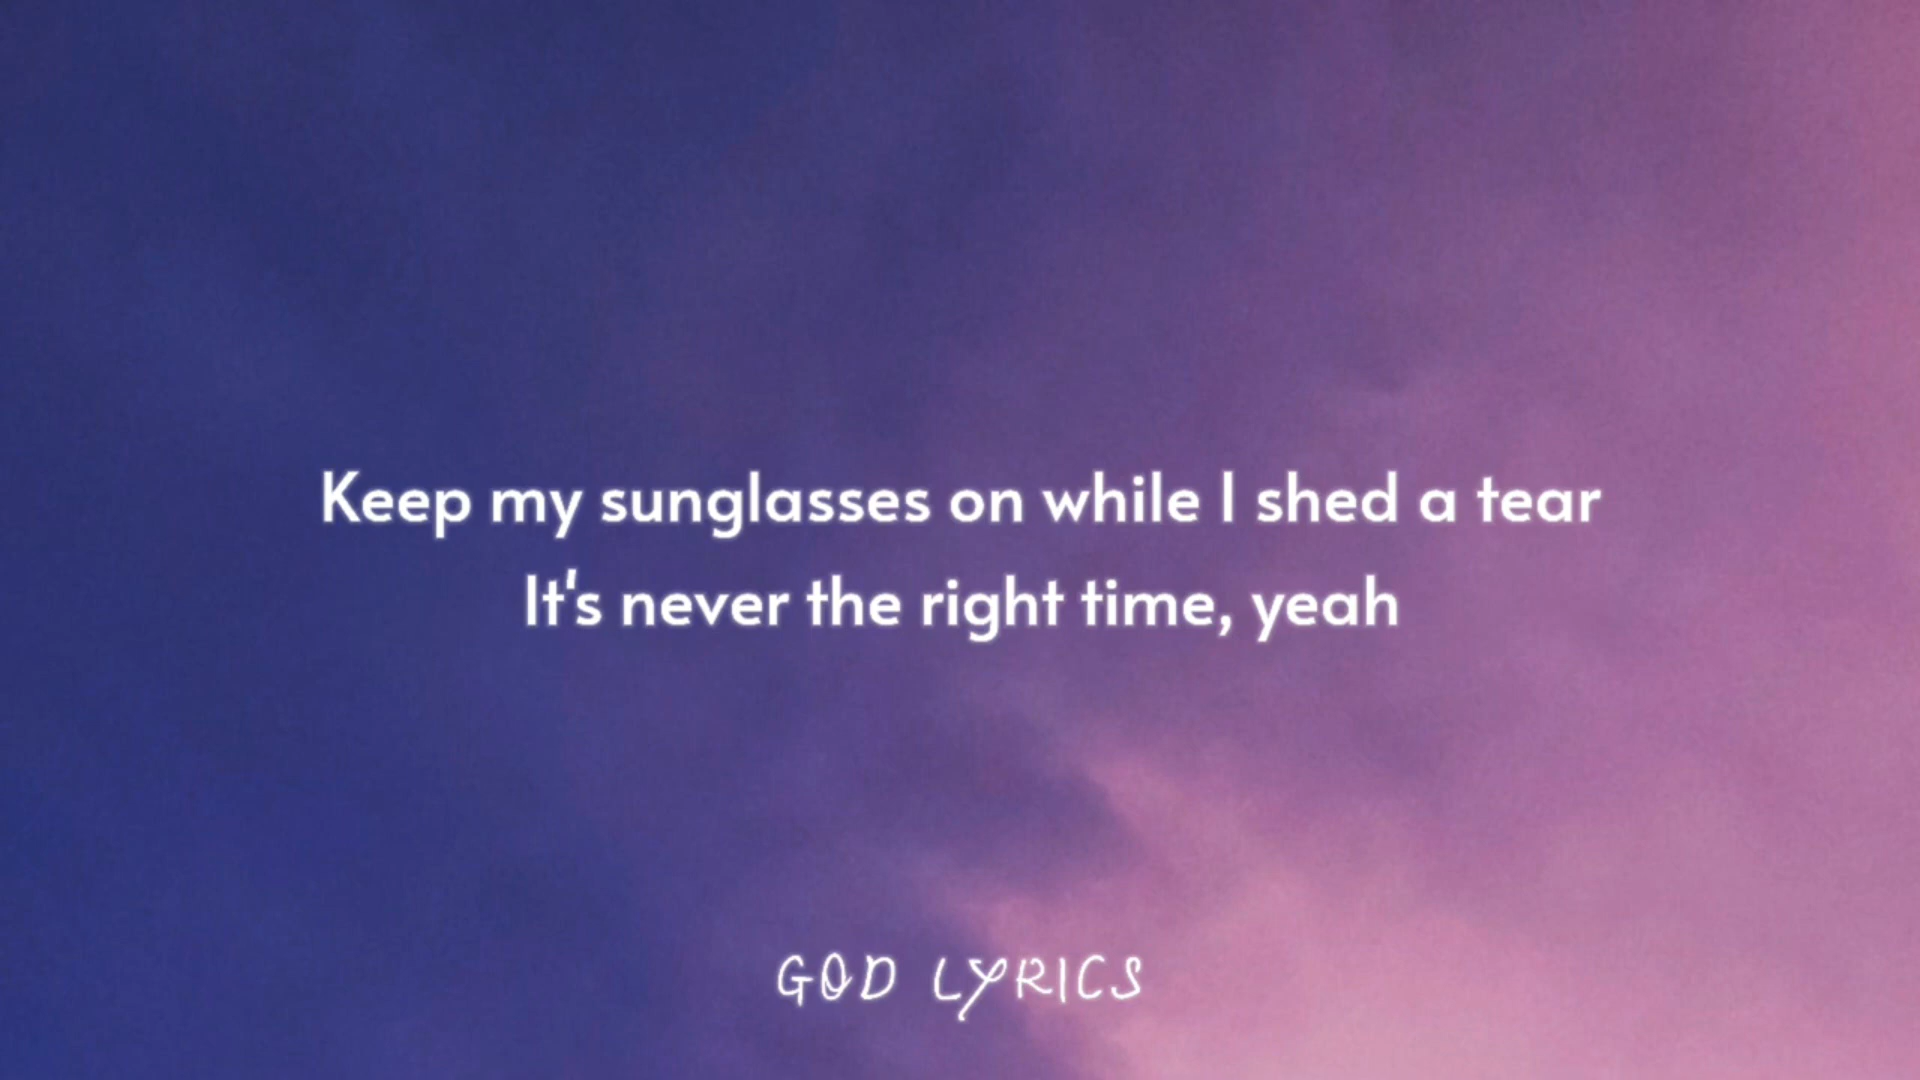 Keep my sunglasses on while I shed a tear
It's never the right time, yeah
GOD LYRICS